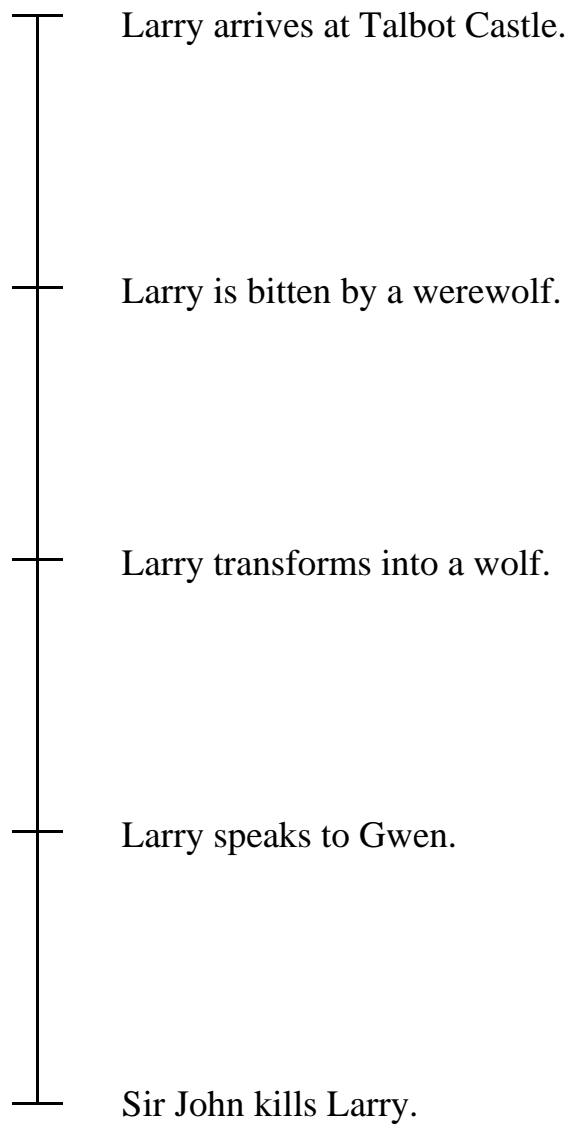 Larry arrives at Talbot Castle.
Larry is bitten by a werewolf.
Larry transforms into a wolf.
Larry speaks to Gwen.
Sir John kills Larry.